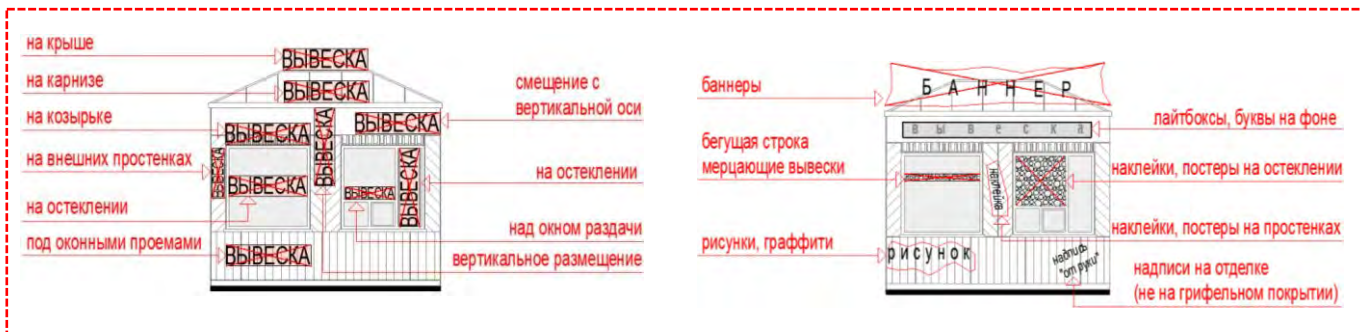 на крыше
на карнизе
на козырьке
на внешних простенках
на остеклении
под оконными проемами
ВЫВЕСКА
ВЫВЕСКА
ВЫВЕСКА
ВЫВЕСКА
ВЫВЕСКА
ВЫВЕСКА
ВЫВЕСКА
ВЫВЕСКА
ВЫВЕСКА
ВЫВЕСКА
смещение с
вертикальной оси
на остеклении
над окном раздачи
вертикальное размещение
баннеры
бегущая строка
мерцающие вывески
рисунки, граффити
БАННЕР
вывеска
наклейка
рисунок
надпись
"от руки"
лайтбоксы, буквы на фоне
наклейки, постеры на остеклении
наклейки, постеры на простенках
надписи на отделке
(не на грифельном покрытии)